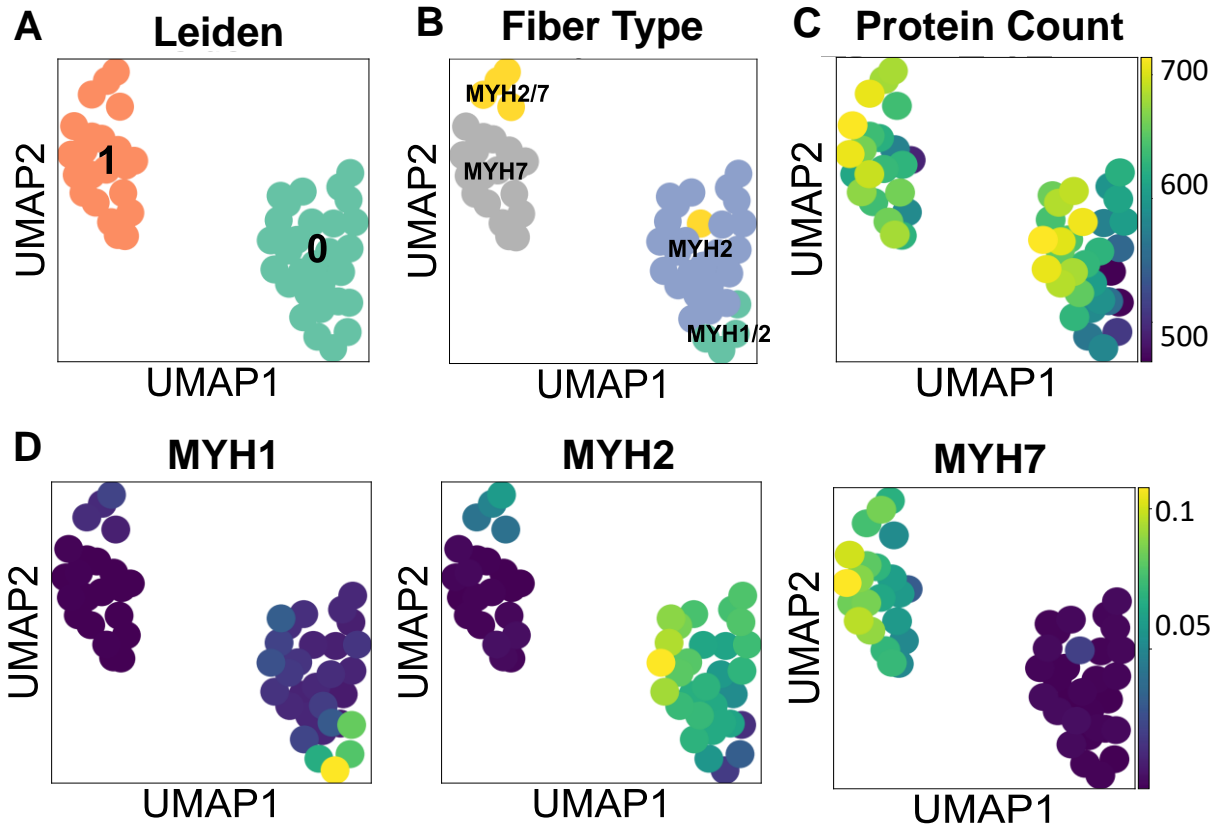 A
Leiden
1
0
UMAP2
UMAP1
B
Fiber Type
MYH2/7
MYH7
MYH2
MYH1/2
UMAP2
UMAP1
C
Protein Count
700
600
500
UMAP2
UMAP1
D
MYH1
UMAP2
UMAP1
MYH2
UMAP2
UMAP1
MYH7
0.1
0.05
UMAP2
UMAP1